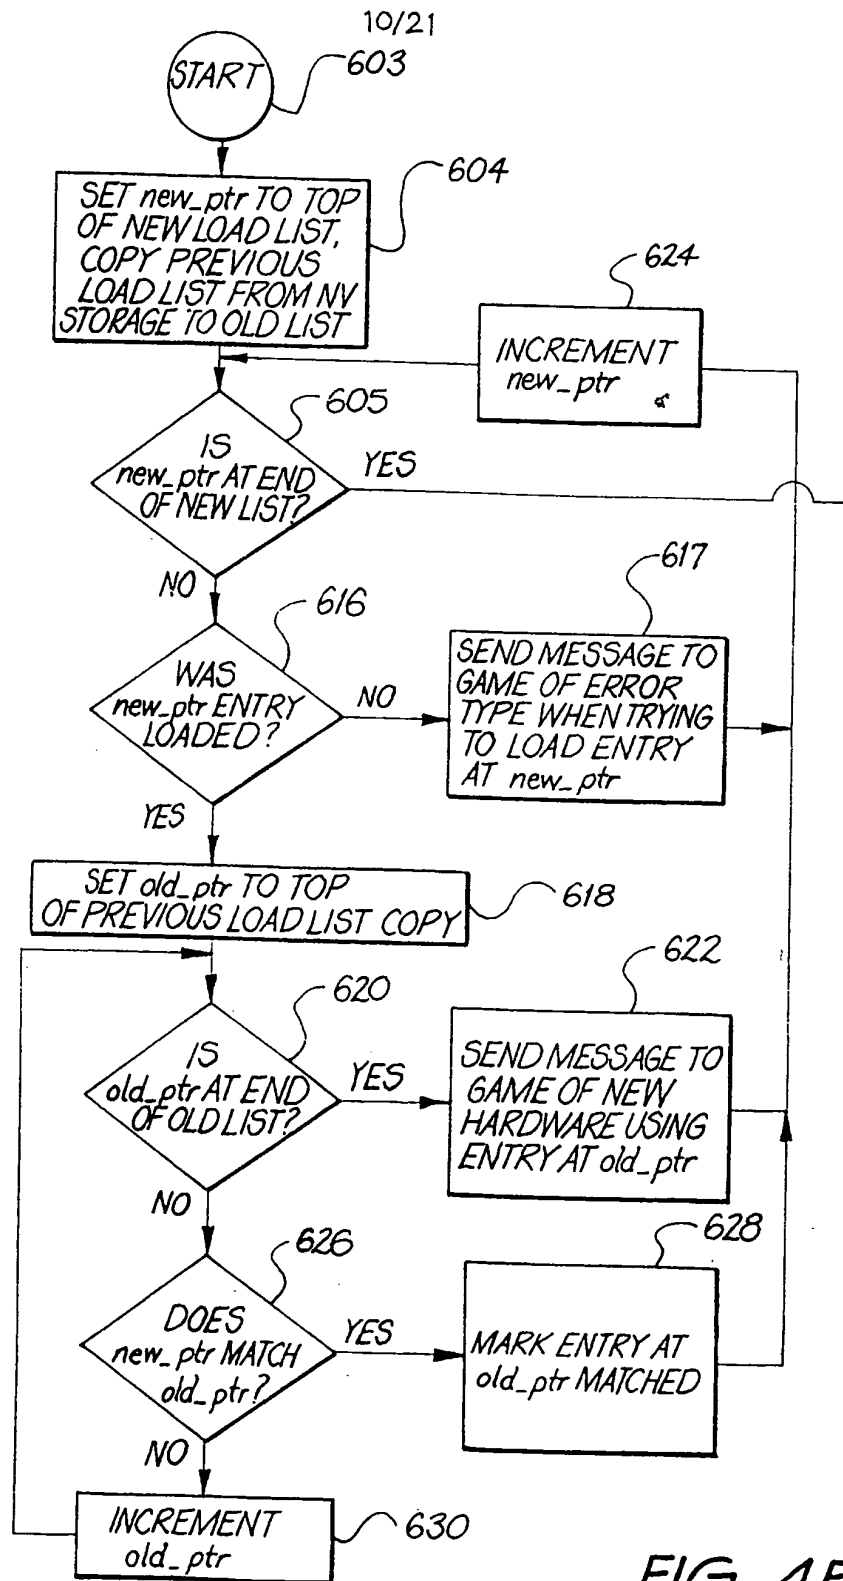 10/21
START
603
SET new_ptr TO TOP
OF NEW LOAD LIST,
COPY PREVIOUS
LOAD LIST FROM NV
STORAGE TO OLD LIST
604
624
INCREMENT
new_ptr
605
IS
new_ptr AT END
OF NEW LIST?
YES
NO
616
617
WAS
new_ptr ENTRY
LOADED?
NO
SEND MESSAGE TO
GAME OF ERROR
TYPE WHEN TRYING
TO LOAD ENTRY
AT new_ptr
YES
SET old_ptr TO TOP
OF PREVIOUS LOAD LIST COPY
618
620
622
IS
old_ptr AT END
OF OLD LIST?
YES
SEND MESSAGE TO
GAME OF NEW
HARDWARE USING
ENTRY AT old_ptr
NO
626
628
DOES
new_ptr MATCH
old_ptr?
YES
MARK ENTRY AT
old_ptr MATCHED
NO
INCREMENT
old_ptr
630
FIG. 4